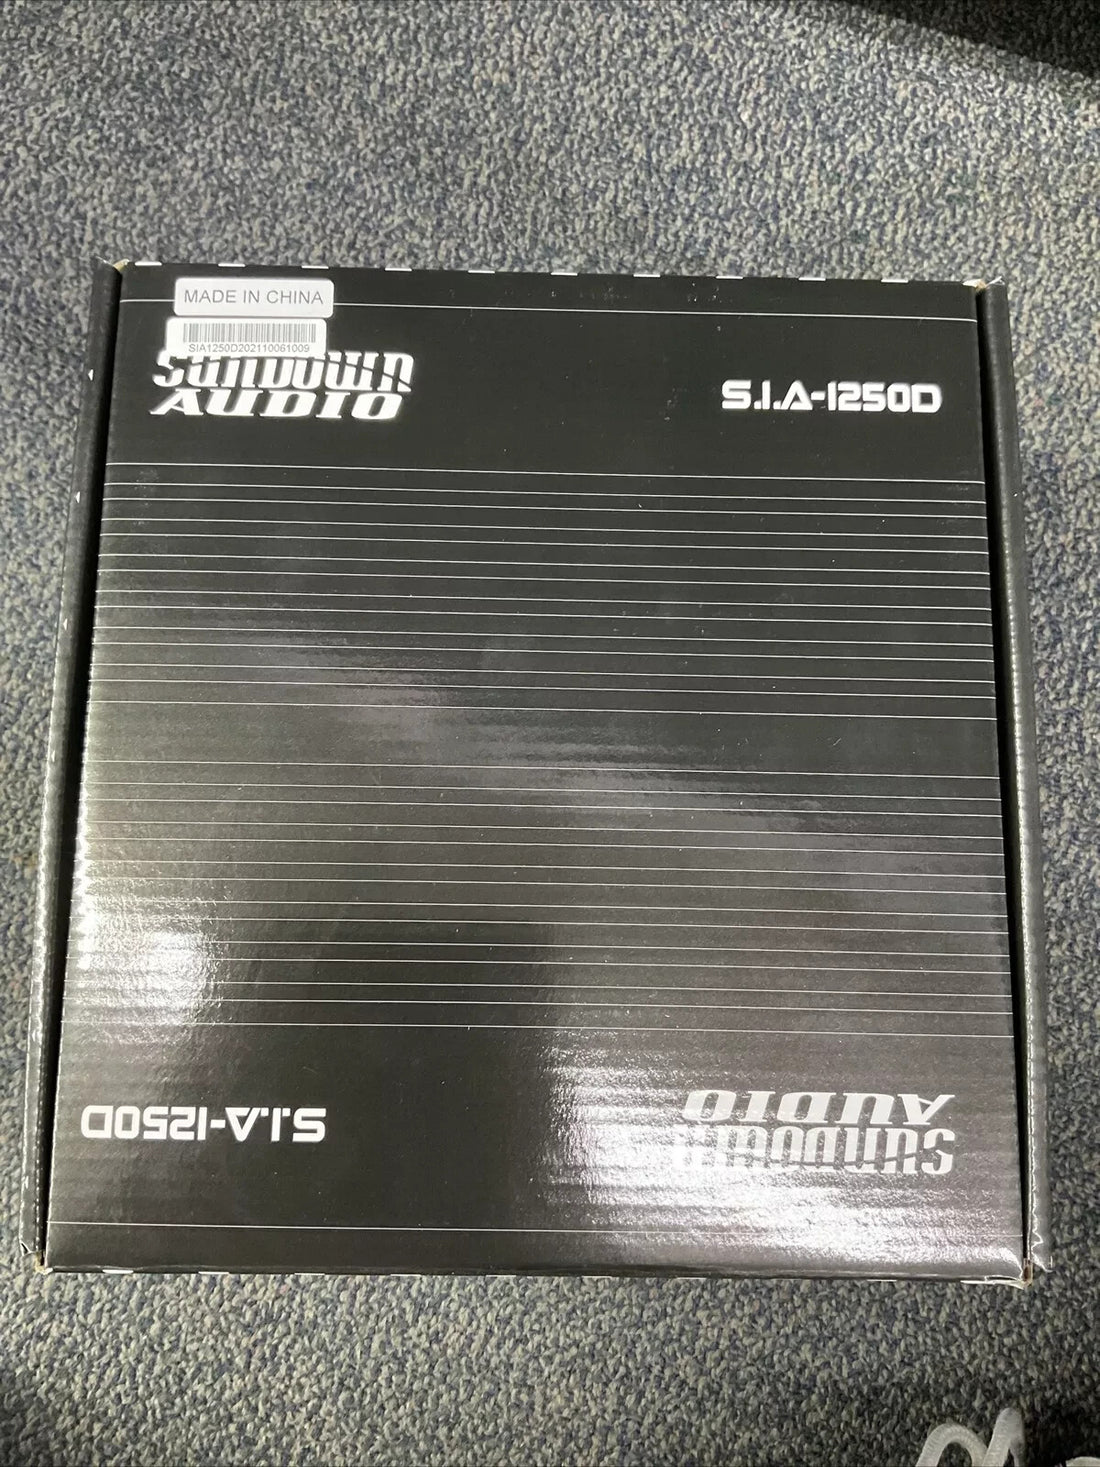 MADE IN CHINA
SIA1250D202110061009
SUNDOWN
AUDIO
S.I.A-1250D
S.I.A-1250D
SUNDOWN
AUDIO